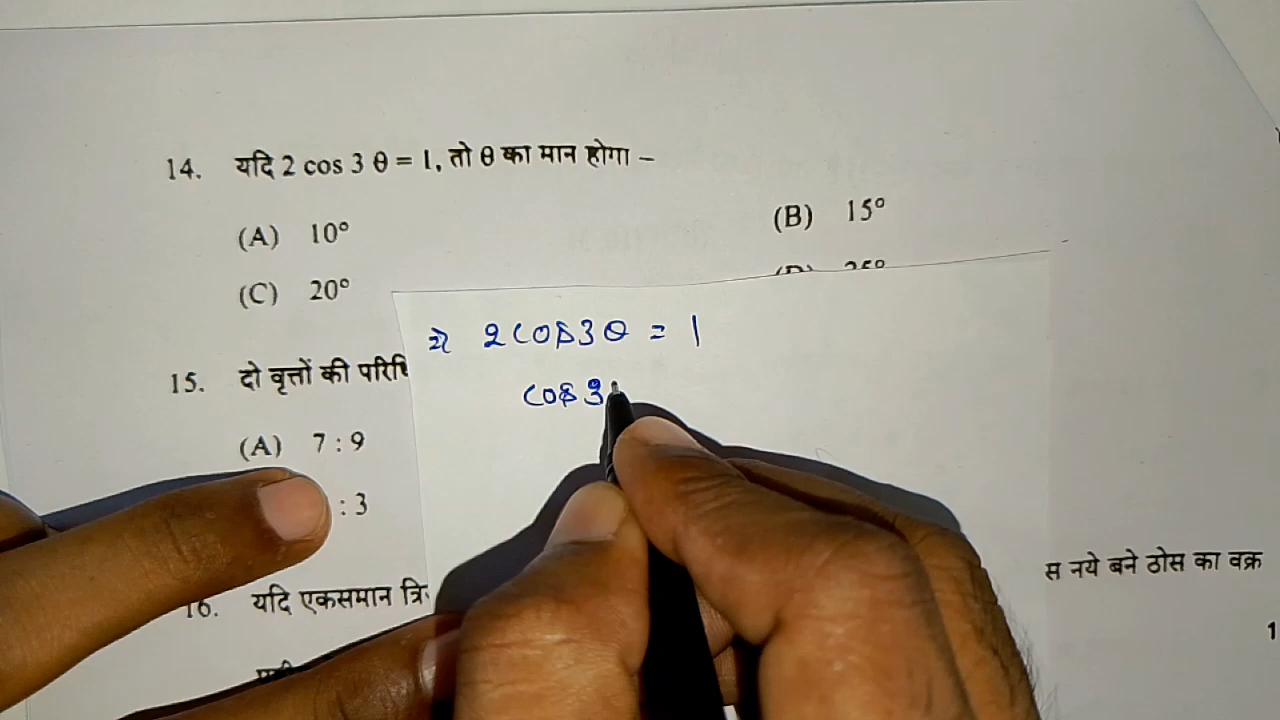 14. यदि 2 cos 3 θ = 1, तो θ का मान होगा –
(A) 10° (B) 15°
(C) 20°
⇒ 2cos3θ = 1
cos3
15. दो वृत्तों की
(A) 7 : 9
: 3
स नये बने ठोस का वक्र
16. यदि एकसमान
1